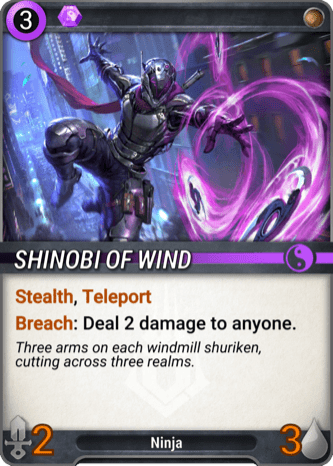 3
SHINOBI OF WIND
Stealth, Teleport
Breach: Deal 2 damage to anyone.
Three arms on each windmill shuriken,
cutting across three realms.
2
Ninja
3